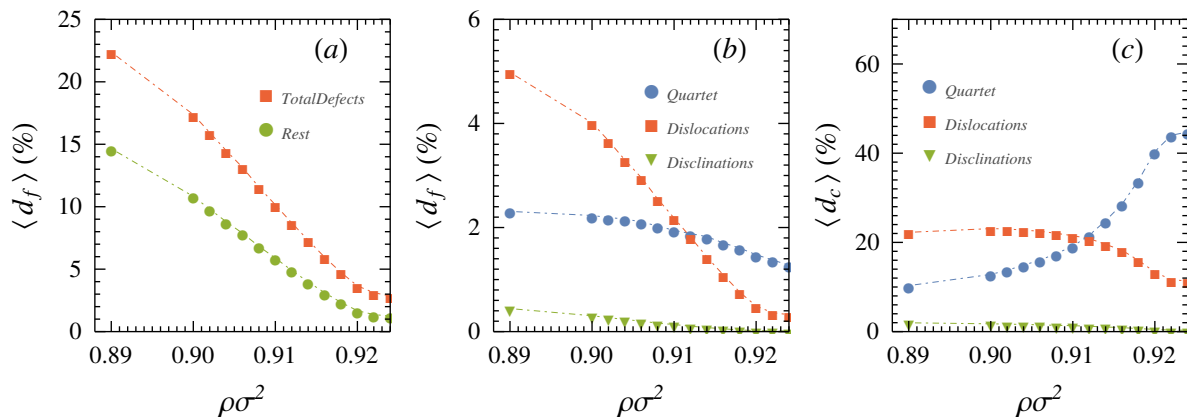 (a)
25
20
15
10
5
0
⟨ d_f ⟩ (%)
TotalDefects
Rest
0.89 0.90 0.91 0.92
ρσ²
(b)
6
4
2
0
⟨ d_f ⟩ (%)
Quartet
Dislocations
Disclinations
0.89 0.90 0.91 0.92
ρσ²
(c)
60
40
20
0
⟨ d_c ⟩ (%)
Quartet
Dislocations
Disclinations
0.89 0.90 0.91 0.92
ρσ²